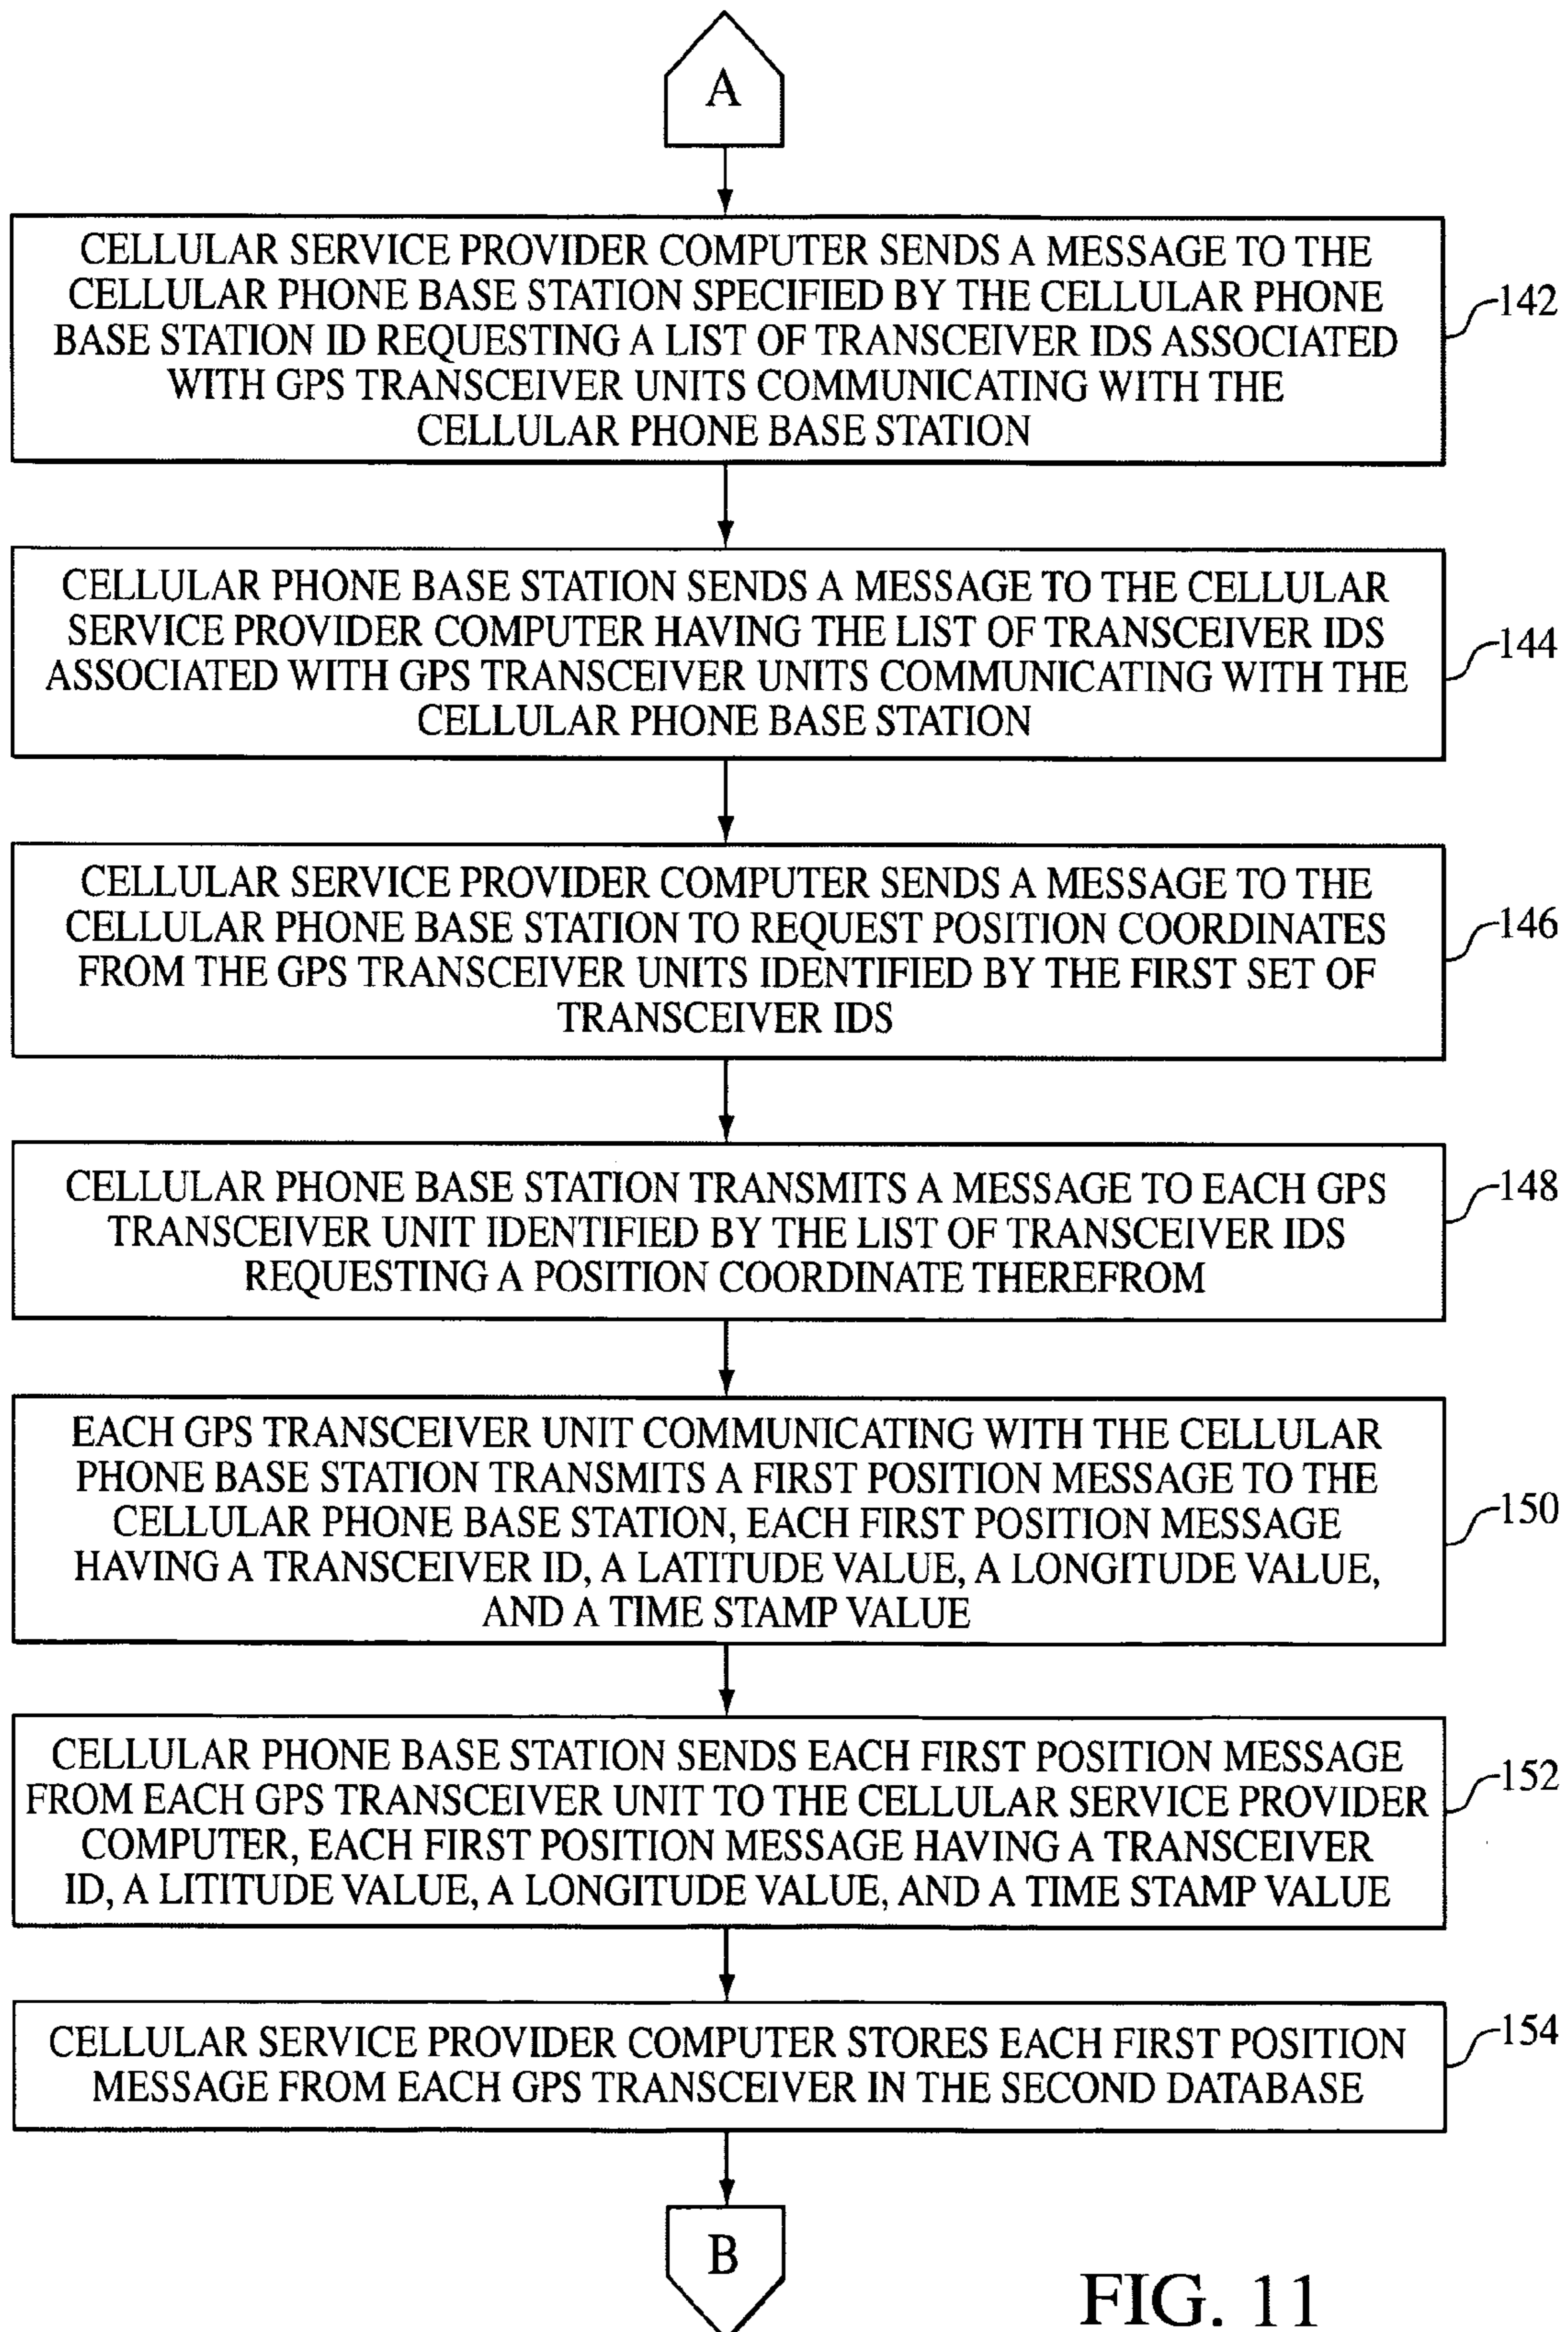 A
CELLULAR SERVICE PROVIDER COMPUTER SENDS A MESSAGE TO THE
CELLULAR PHONE BASE STATION SPECIFIED BY THE CELLULAR PHONE
BASE STATION ID REQUESTING A LIST OF TRANSCEIVER IDS ASSOCIATED
WITH GPS TRANSCEIVER UNITS COMMUNICATING WITH THE
CELLULAR PHONE BASE STATION
142
CELLULAR PHONE BASE STATION SENDS A MESSAGE TO THE CELLULAR
SERVICE PROVIDER COMPUTER HAVING THE LIST OF TRANSCEIVER IDS
ASSOCIATED WITH GPS TRANSCEIVER UNITS COMMUNICATING WITH THE
CELLULAR PHONE BASE STATION
144
CELLULAR SERVICE PROVIDER COMPUTER SENDS A MESSAGE TO THE
CELLULAR PHONE BASE STATION TO REQUEST POSITION COORDINATES
FROM THE GPS TRANSCEIVER UNITS IDENTIFIED BY THE FIRST SET OF
TRANSCEIVER IDS
146
CELLULAR PHONE BASE STATION TRANSMITS A MESSAGE TO EACH GPS
TRANSCEIVER UNIT IDENTIFIED BY THE LIST OF TRANSCEIVER IDS
REQUESTING A POSITION COORDINATE THEREFROM
148
EACH GPS TRANSCEIVER UNIT COMMUNICATING WITH THE CELLULAR
PHONE BASE STATION TRANSMITS A FIRST POSITION MESSAGE TO THE
CELLULAR PHONE BASE STATION, EACH FIRST POSITION MESSAGE
HAVING A TRANSCEIVER ID, A LATITUDE VALUE, A LONGITUDE VALUE,
AND A TIME STAMP VALUE
150
CELLULAR PHONE BASE STATION SENDS EACH FIRST POSITION MESSAGE
FROM EACH GPS TRANSCEIVER UNIT TO THE CELLULAR SERVICE PROVIDER
COMPUTER, EACH FIRST POSITION MESSAGE HAVING A TRANSCEIVER
ID, A LITITUDE VALUE, A LONGITUDE VALUE, AND A TIME STAMP VALUE
152
CELLULAR SERVICE PROVIDER COMPUTER STORES EACH FIRST POSITION
MESSAGE FROM EACH GPS TRANSCEIVER IN THE SECOND DATABASE
154
B
FIG. 11